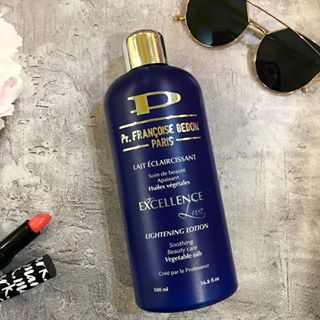 P
Pr. FRANÇOISE BEDON
PARIS
LAIT ÉCLAIRCISSANT
Soin de beauté
Apaisant
Huiles végétales
EXCELLENCE
Luxe
LIGHTENING LOTION
Soothing
Beauty care
Vegetable oils
Créé par le Professeur
500 ml 16.8 fl.oz